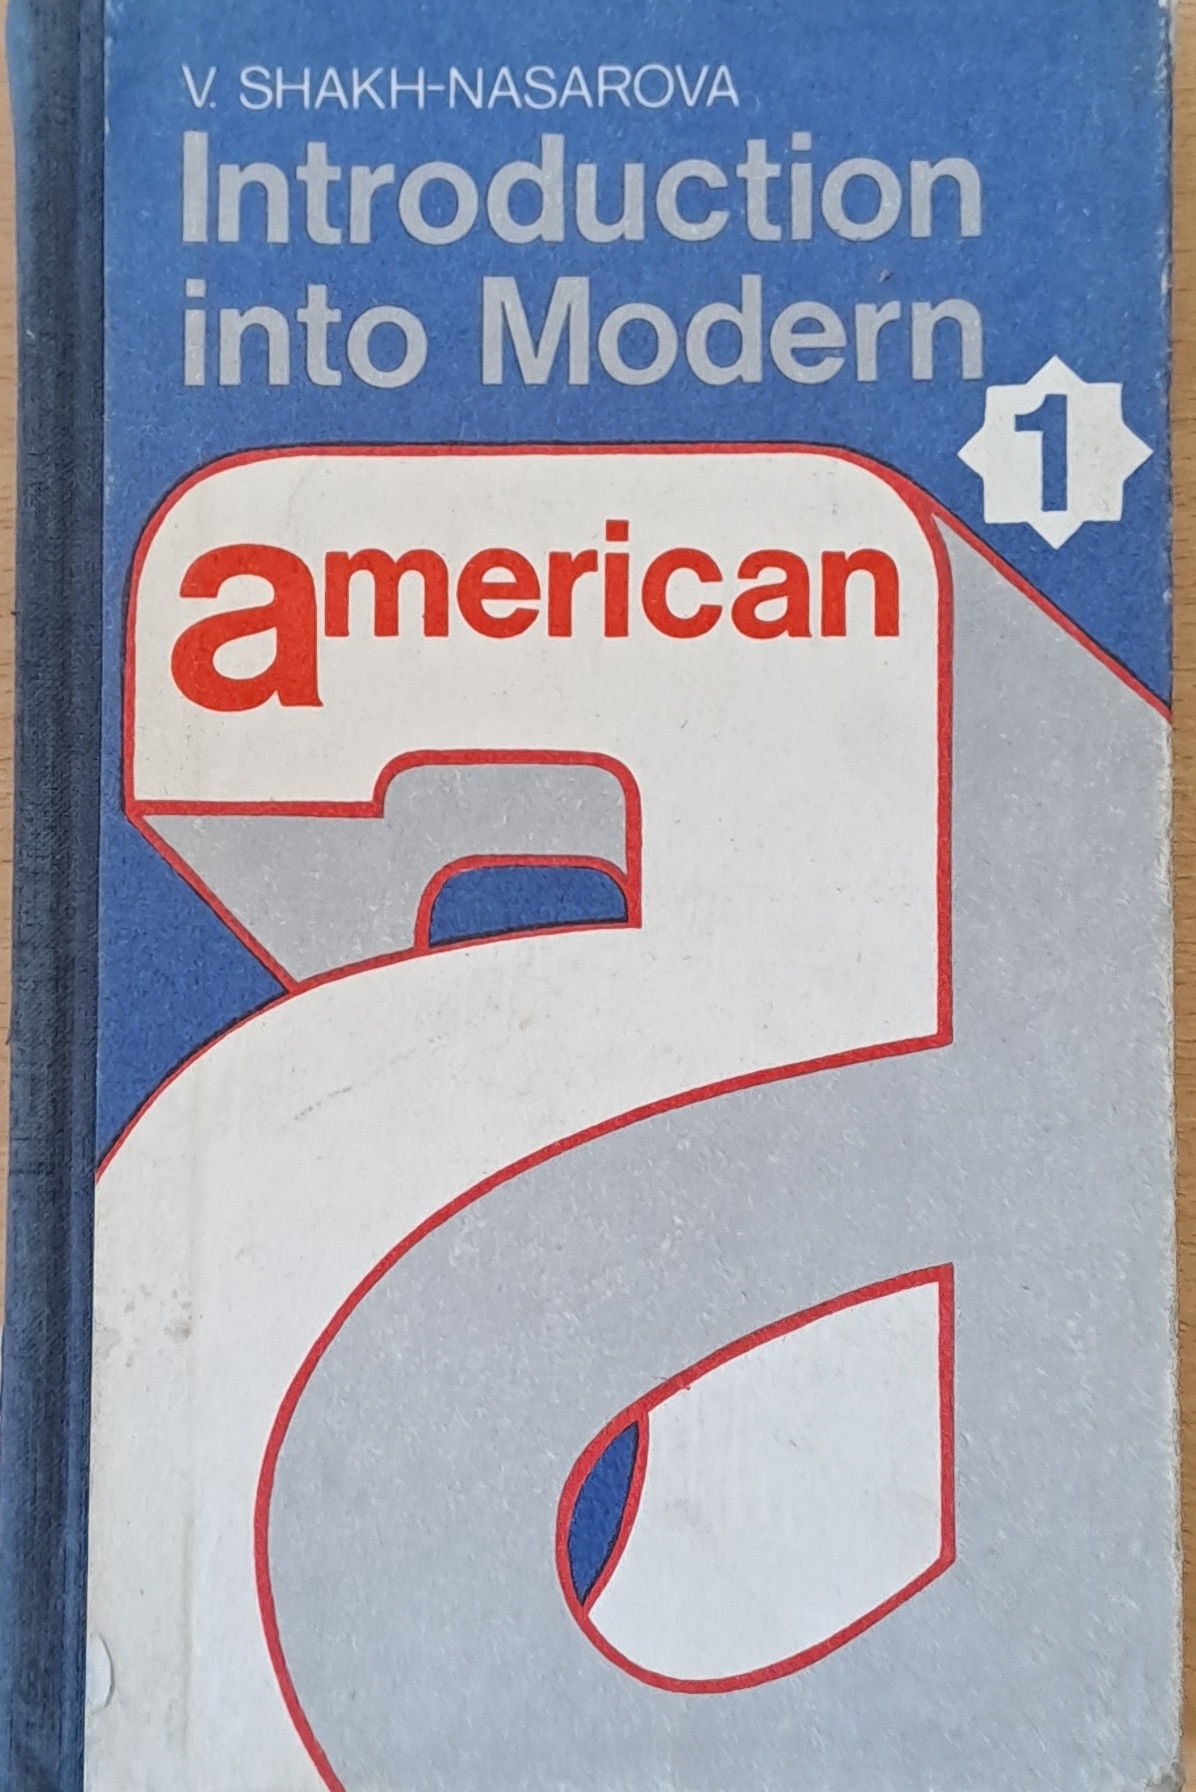 V. SHAKH-NASAROVA
Introduction
into Modern
1
american